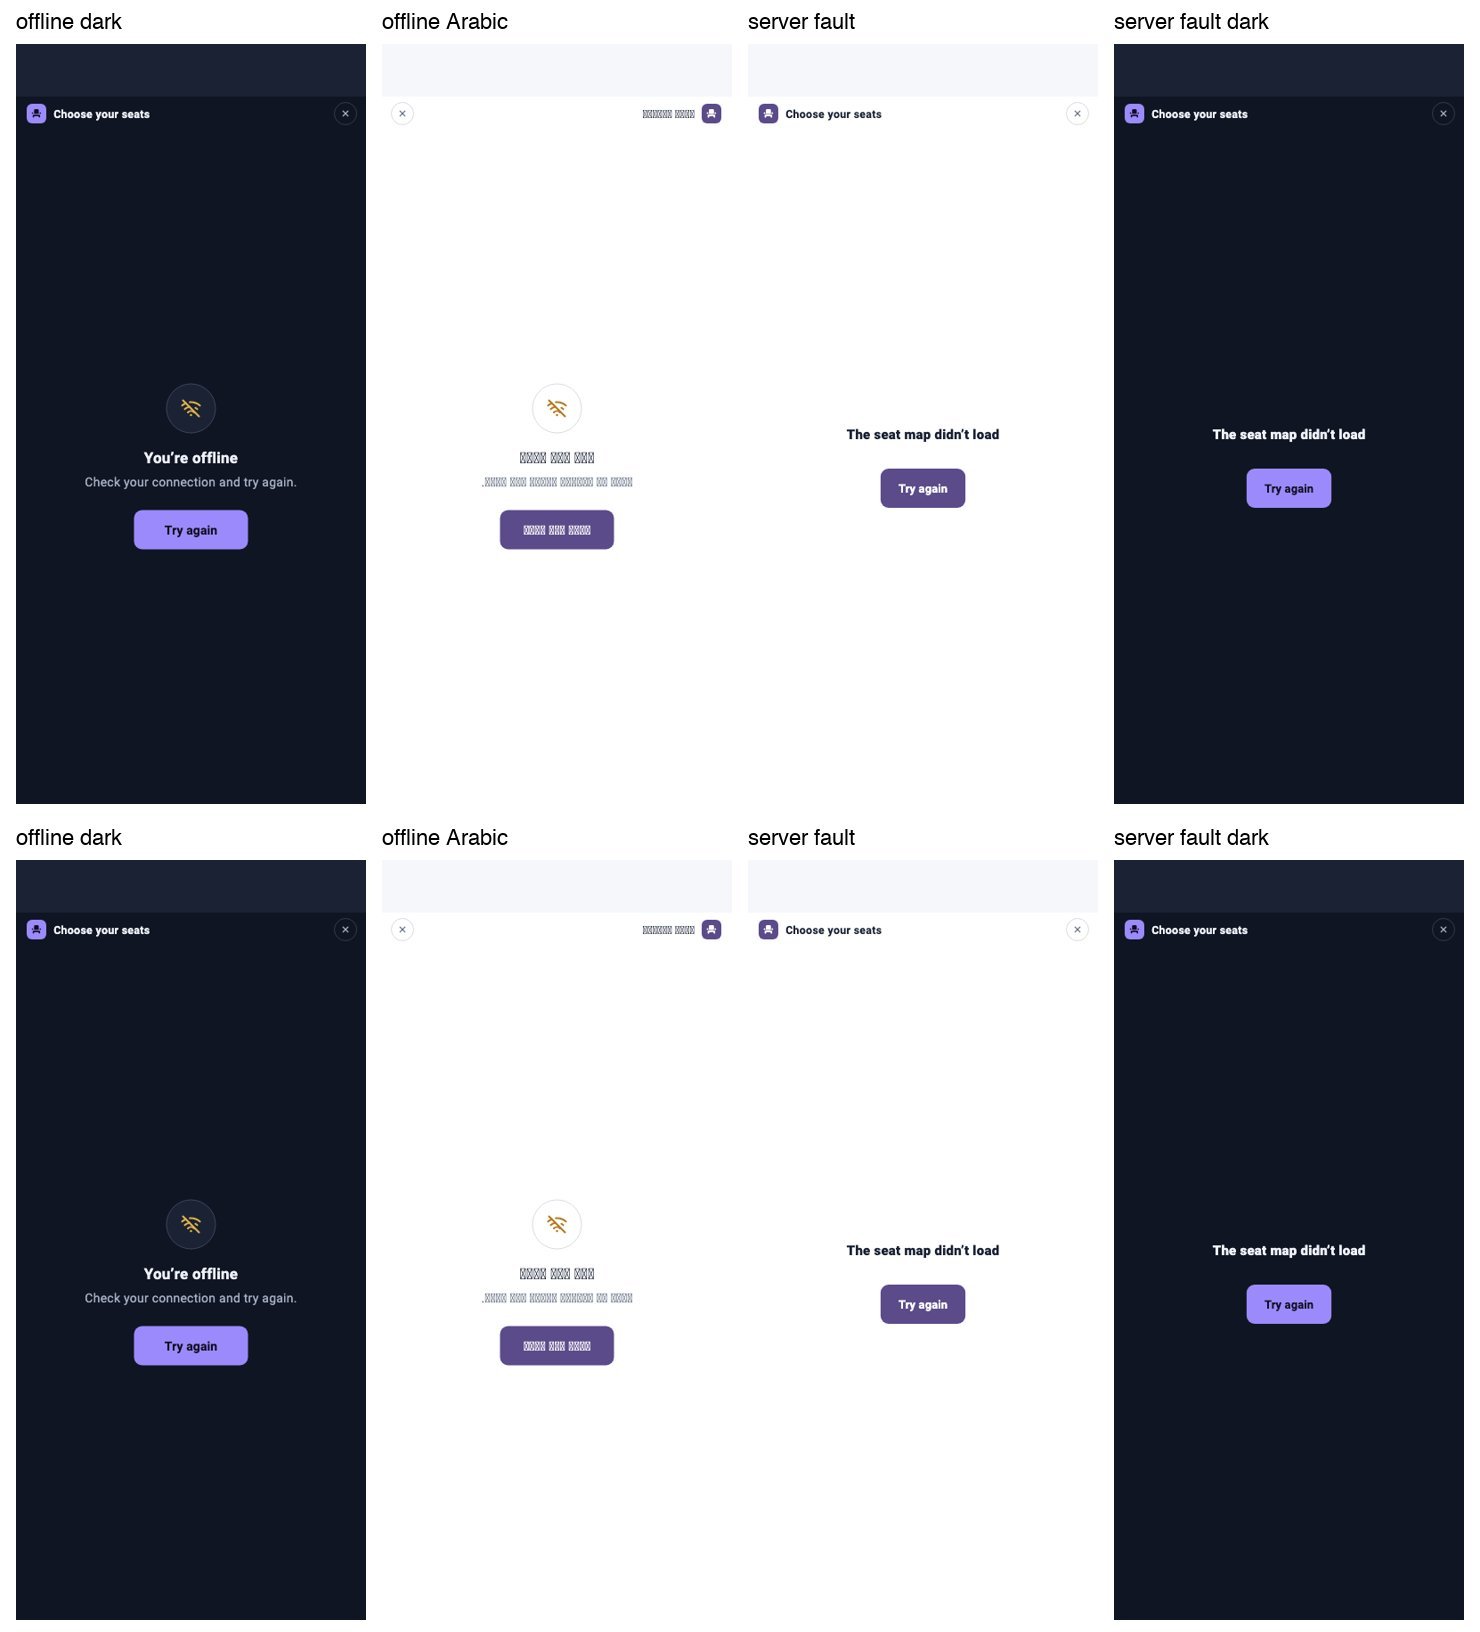 offline dark
offline Arabic
server fault
server fault dark
Choose your seats
Choose your seats
Choose your seats
You’re offline
Check your connection and try again.
Try again
The seat map didn’t load
Try again
The seat map didn’t load
Try again
offline dark
offline Arabic
server fault
server fault dark
Choose your seats
Choose your seats
Choose your seats
You’re offline
Check your connection and try again.
Try again
The seat map didn’t load
Try again
The seat map didn’t load
Try again